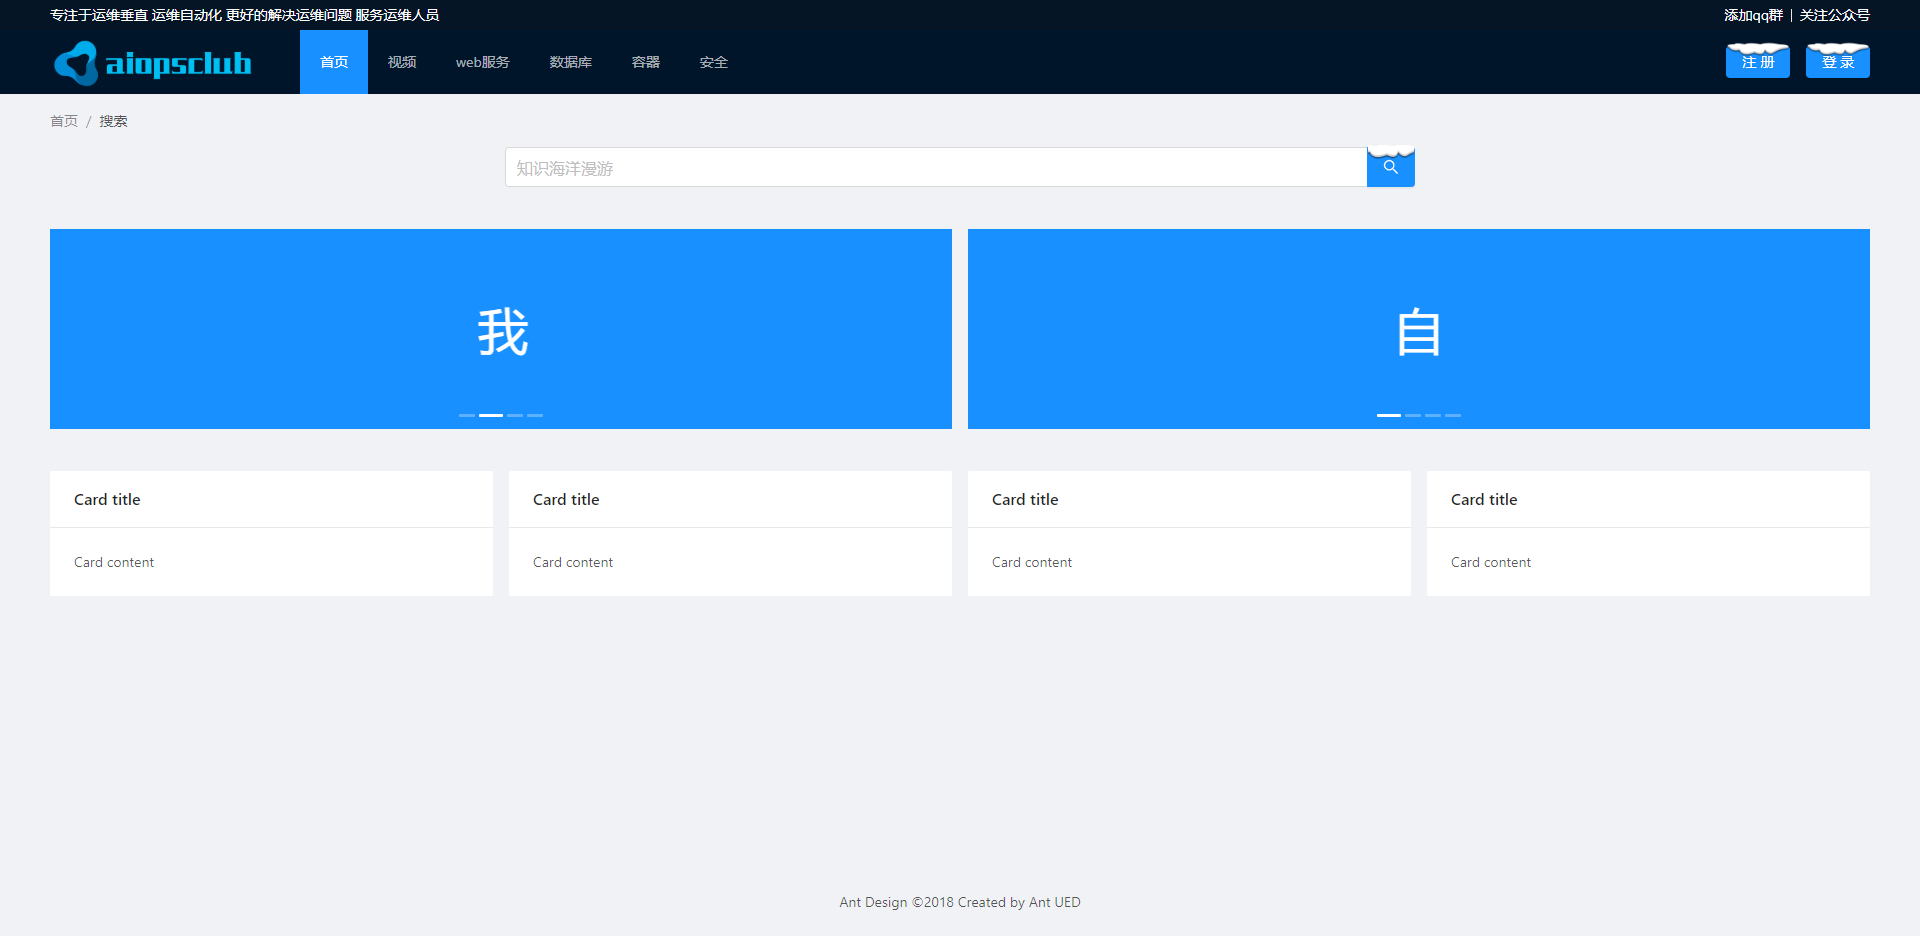 专注于运维垂直 运维自动化 更好的解决运维问题 服务运维人员
添加qq群 | 关注公众号
aiopsclub
首页 视频 web服务 数据库 容器 安全
注 册 登 录
首页 / 搜索
知识海洋漫游
我 自
Card title Card title Card title Card title
Card content Card content Card content Card content
Ant Design ©2018 Created by Ant UED